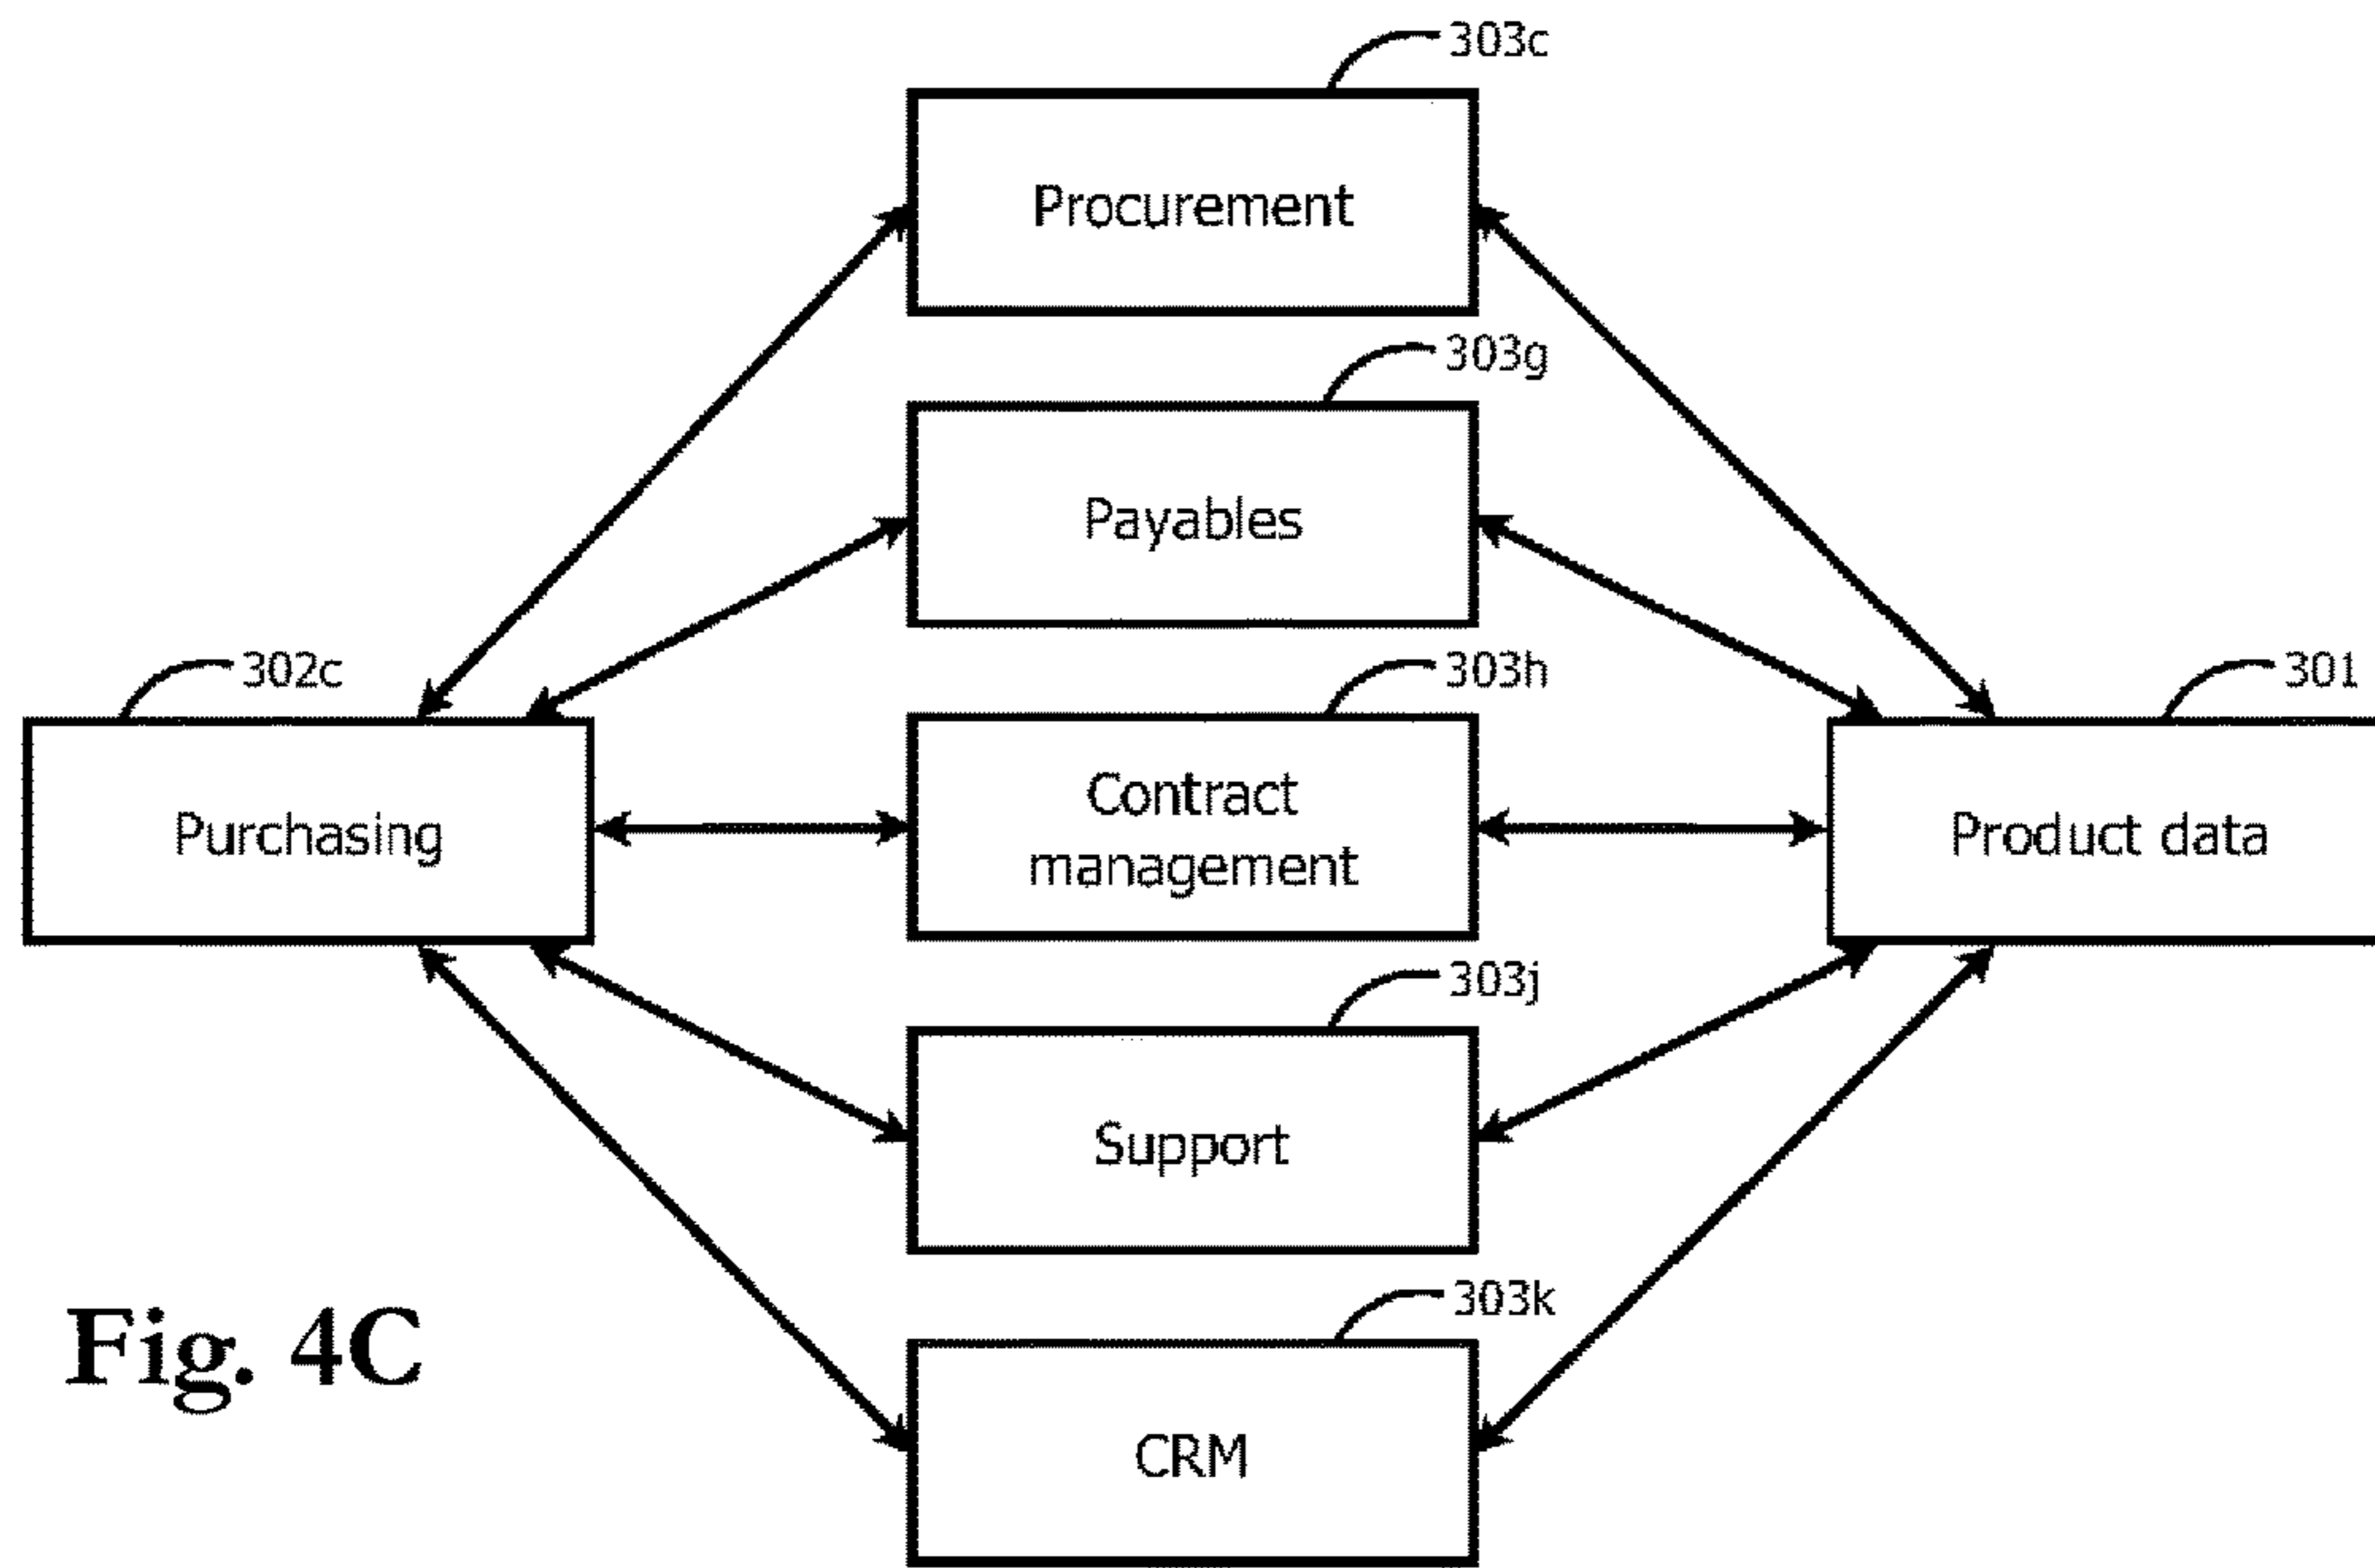 303c
Procurement
303g
Payables
302c
303h
301
Purchasing
Contract
management
Product data
303j
Support
303k
Fig. 4C
CRM